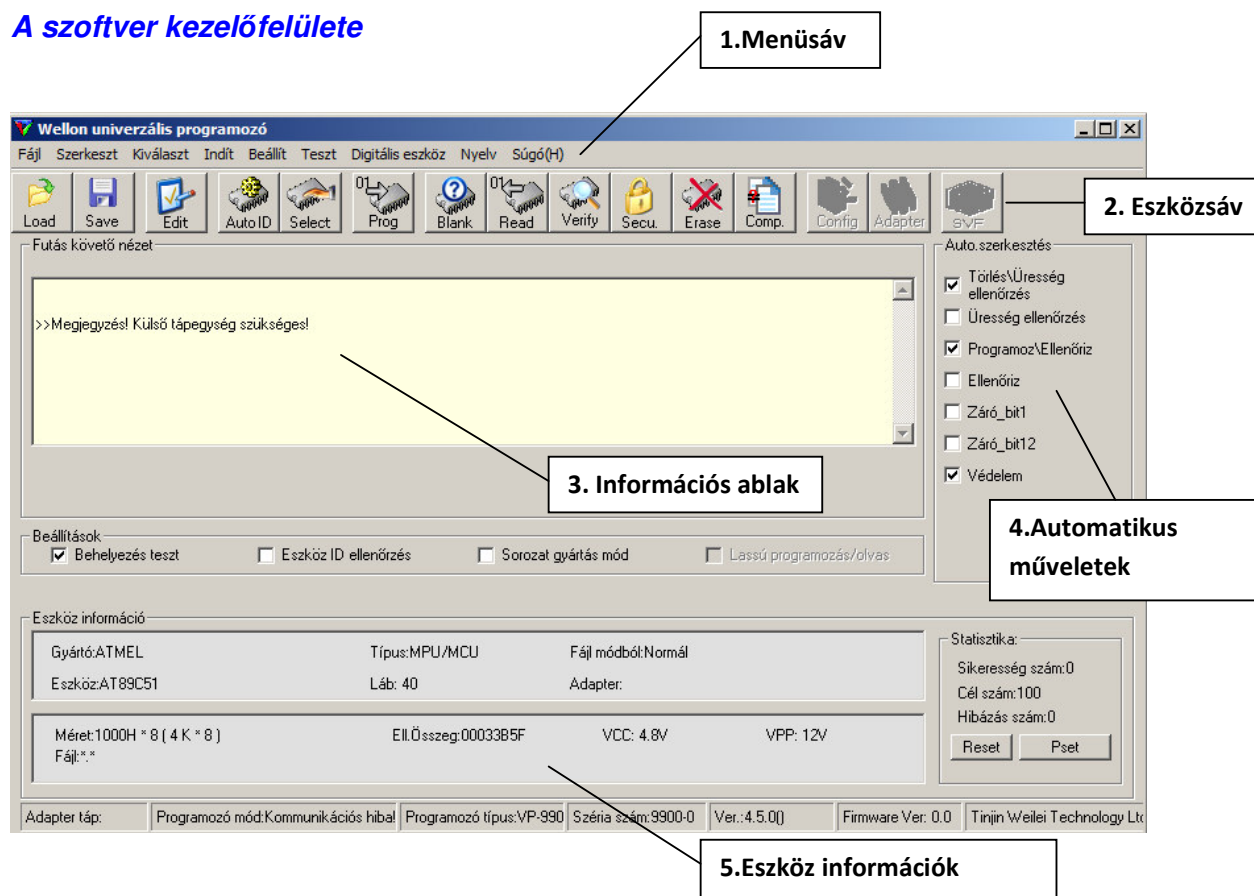 A szoftver kezelőfelülete
1.Menüsáv
Wellon univerzális programozó
Fájl Szerkeszt Kiválaszt Indít Beállít Teszt Digitális eszköz Nyelv Súgó(H)
Load Save Edit Auto ID Select Prog Blank Read Verify Secu. Erase Comp. Config Adapter SVF
2. Eszközsáv
Futás követő nézet
>>Megjegyzés! Külső tápegység szükséges!
3. Információs ablak
Auto.szerkesztés
Törlés\Üresség
ellenőrzés
Üresség ellenőrzés
Programoz\Ellenőriz
Ellenőriz
Záró_bit1
Záró_bit12
Védelem
4.Automatikus
műveletek
Beállítások
Behelyezés teszt Eszköz ID ellenőrzés Sorozat gyártás mód Lassú programozás/olvas
Eszköz információ
Gyártó:ATMEL Típus:MPU/MCU Fájl módból:Normál
Eszköz:AT89C51 Láb: 40 Adapter:
Méret:1000H * 8 ( 4 K * 8 ) Ell.Összeg:00033B5F VCC: 4.8V VPP: 12V
Fájl:*.*
Statisztika:
Sikeresség szám:0
Cél szám:100
Hibázás szám:0
Reset Pset
Adapter táp: Programozó mód:Kommunikációs hiba! Programozó típus:VP-990 Széria szám:9900-0 Ver.:4.5.0() Firmware Ver: 0.0 Tinjin Weilei Technology Ltd
5.Eszköz információk